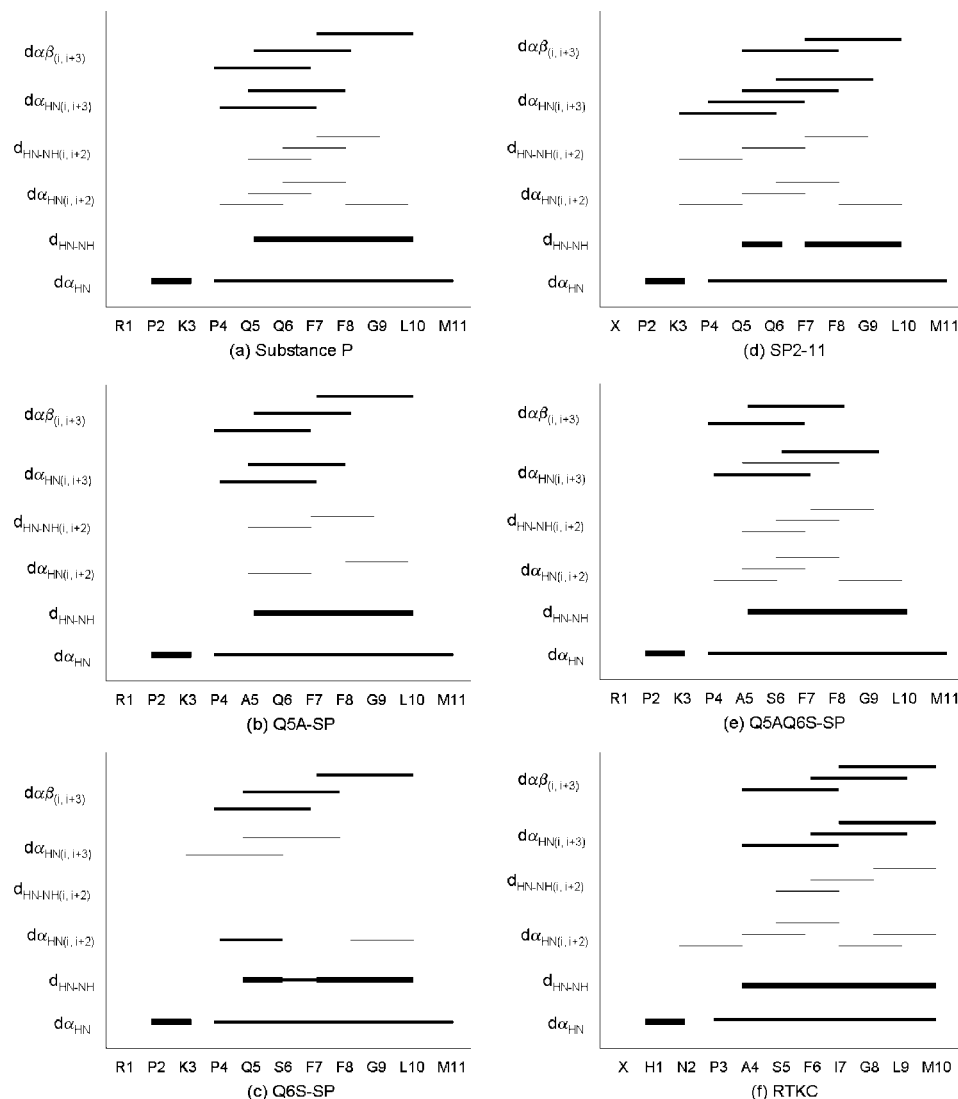 dαβ(i, i+3)
dαHN(i, i+3)
dHN-NH(i, i+2)
dαHN(i, i+2)
dHN-NH
dαHN
R1 P2 K3 P4 Q5 Q6 F7 F8 G9 L10 M11
(a) Substance P
dαβ(i, i+3)
dαHN(i, i+3)
dHN-NH(i, i+2)
dαHN(i, i+2)
dHN-NH
dαHN
X P2 K3 P4 Q5 Q6 F7 F8 G9 L10 M11
(d) SP2-11
dαβ(i, i+3)
dαHN(i, i+3)
dHN-NH(i, i+2)
dαHN(i, i+2)
dHN-NH
dαHN
R1 P2 K3 P4 A5 Q6 F7 F8 G9 L10 M11
(b) Q5A-SP
dαβ(i, i+3)
dαHN(i, i+3)
dHN-NH(i, i+2)
dαHN(i, i+2)
dHN-NH
dαHN
R1 P2 K3 P4 A5 S6 F7 F8 G9 L10 M11
(e) Q5AQ6S-SP
dαβ(i, i+3)
dαHN(i, i+3)
dHN-NH(i, i+2)
dαHN(i, i+2)
dHN-NH
dαHN
R1 P2 K3 P4 Q5 S6 F7 F8 G9 L10 M11
(c) Q6S-SP
dαβ(i, i+3)
dαHN(i, i+3)
dHN-NH(i, i+2)
dαHN(i, i+2)
dHN-NH
dαHN
X H1 N2 P3 A4 S5 F6 I7 G8 L9 M10
(f) RTKC